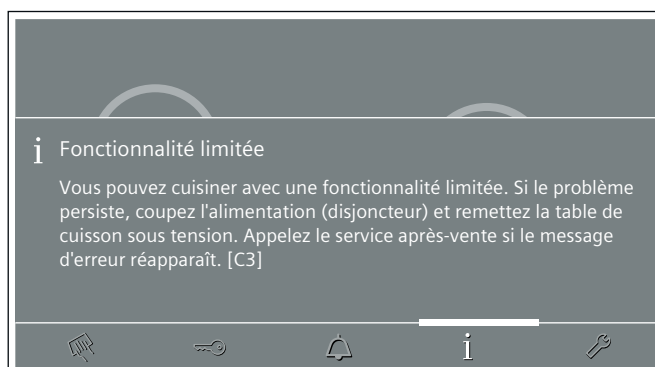 i Fonctionnalité limitée
Vous pouvez cuisiner avec une fonctionnalité limitée. Si le problème
persiste, coupez l'alimentation (disjoncteur) et remettez la table de
cuisson sous tension. Appelez le service après-vente si le message
d'erreur réapparaît. [C3]
i